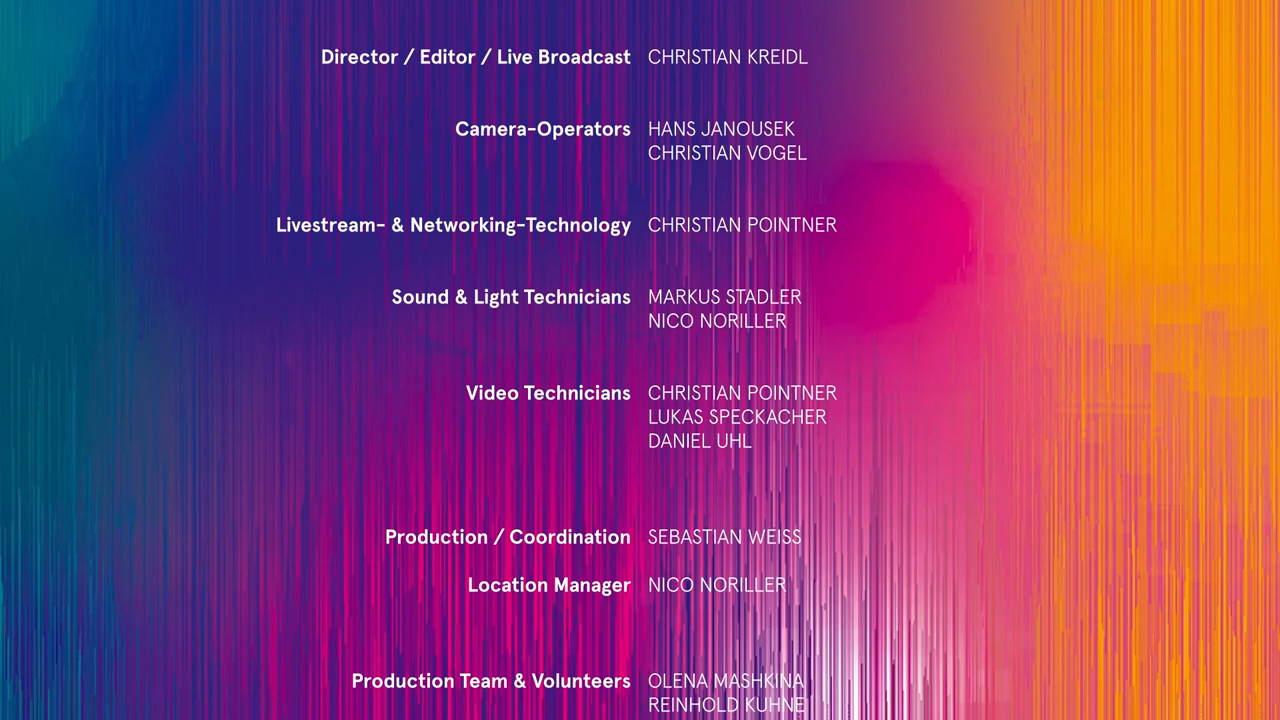 Director / Editor / Live Broadcast CHRISTIAN KREIDL
Camera-Operators HANS JANOUSEK
CHRISTIAN VOGEL
Livestream- & Networking-Technology CHRISTIAN POINTNER
Sound & Light Technicians MARKUS STADLER
NICO NORILLER
Video Technicians CHRISTIAN POINTNER
LUKAS SPECKACHER
DANIEL UHL
Production / Coordination SEBASTIAN WEISS
Location Manager NICO NORILLER
Production Team & Volunteers OLENA MASHKINA
REINHOLD KUHNE